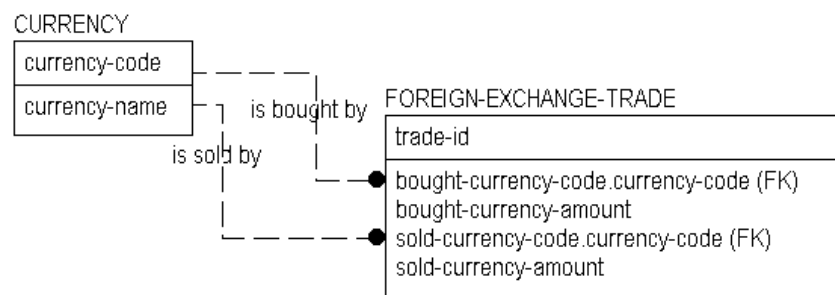 CURRENCY
currency-code
currency-name
is bought by
is sold by
FOREIGN-EXCHANGE-TRADE
trade-id
bought-currency-code.currency-code (FK)
bought-currency-amount
sold-currency-code.currency-code (FK)
sold-currency-amount